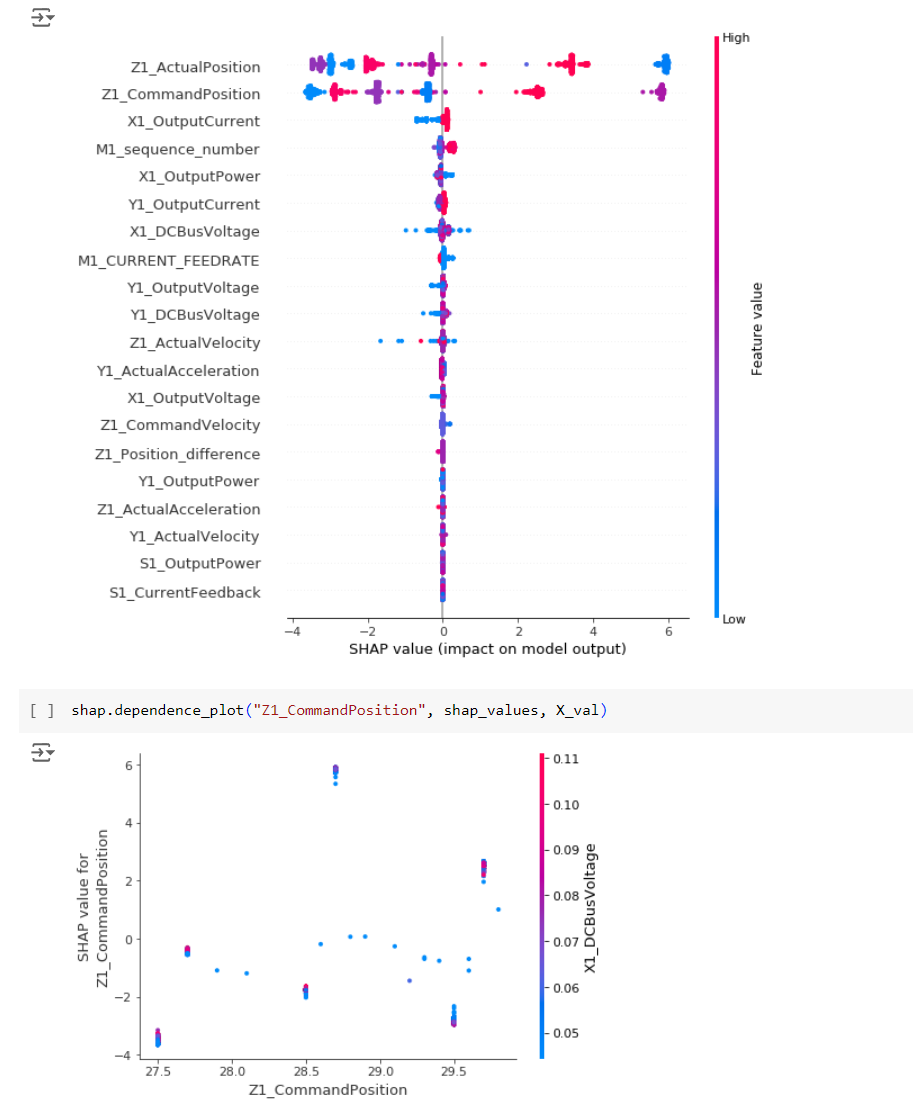 High
Z1_ActualPosition
Z1_CommandPosition
X1_OutputCurrent
M1_sequence_number
X1_OutputPower
Y1_OutputCurrent
X1_DCBusVoltage
M1_CURRENT_FEEDRATE
Y1_OutputVoltage
Y1_DCBusVoltage
Z1_ActualVelocity
Y1_ActualAcceleration
X1_OutputVoltage
Z1_CommandVelocity
Z1_Position_difference
Y1_OutputPower
Z1_ActualAcceleration
Y1_ActualVelocity
S1_OutputPower
S1_CurrentFeedback
Feature value
Low
−4 −2 0 2 4 6
SHAP value (impact on model output)
[ ] shap.dependence_plot("Z1_CommandPosition", shap_values, X_val)
6
4
2
0
−2
−4
SHAP value for
Z1_CommandPosition
27.5 28.0 28.5 29.0 29.5
Z1_CommandPosition
0.11
0.10
0.09
0.08
0.07
0.06
0.05
X1_DCBusVoltage